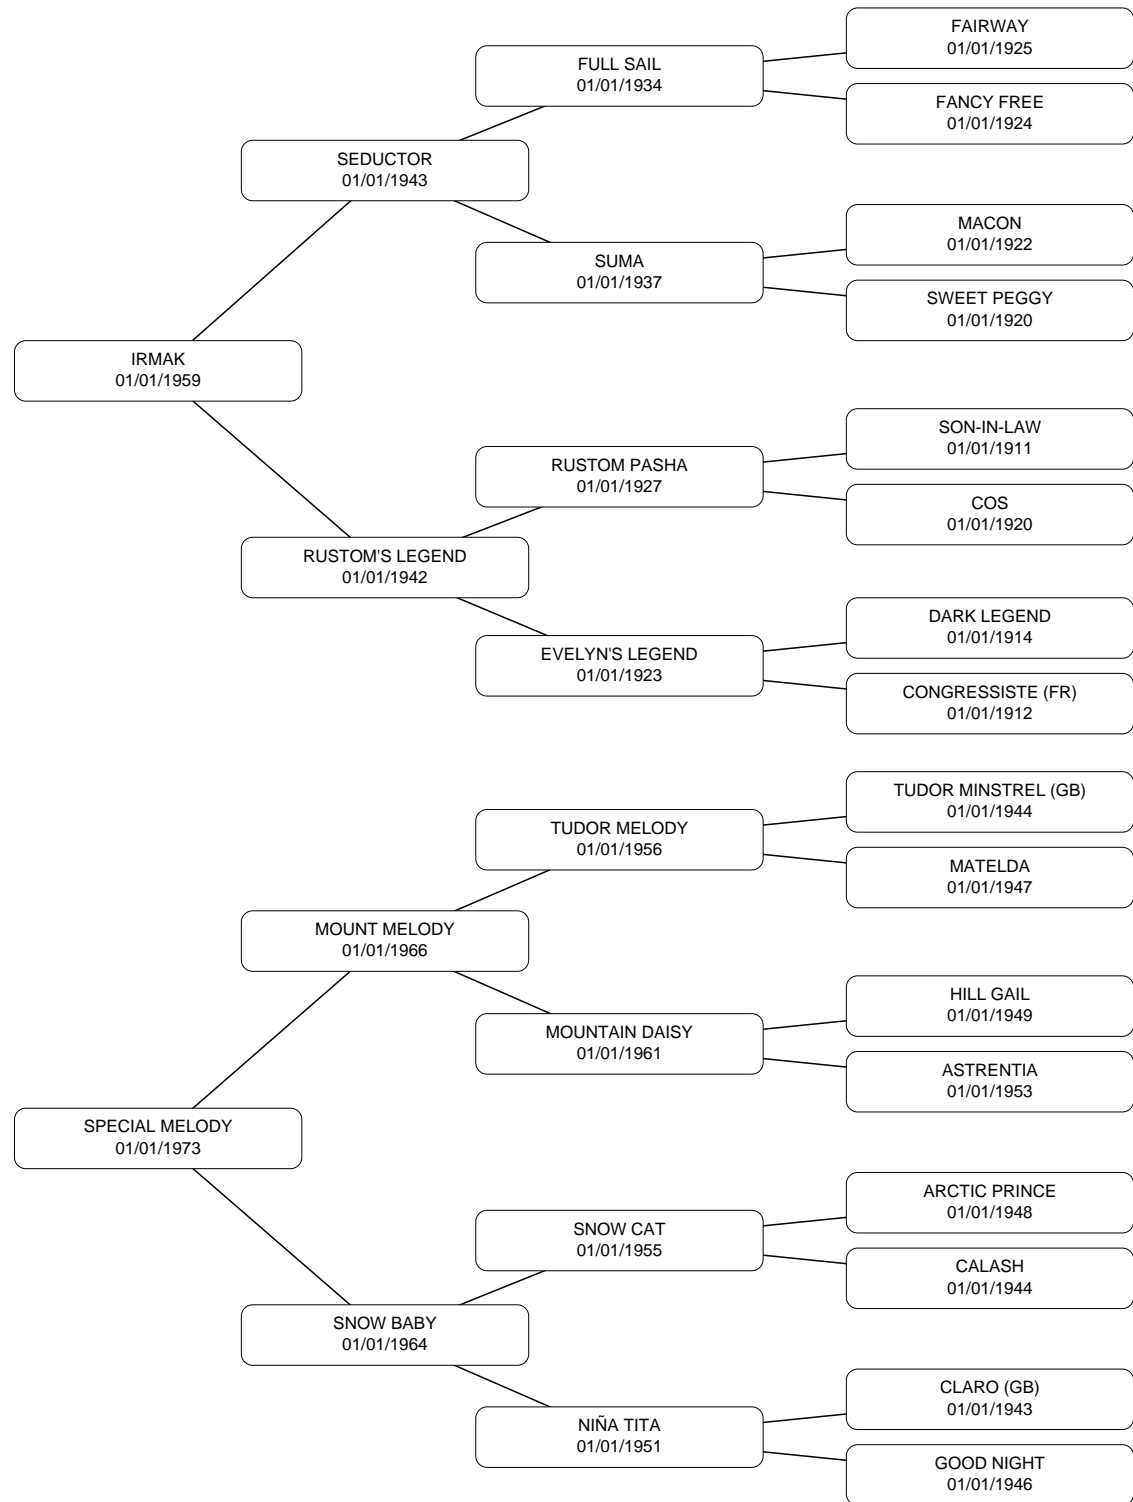 FAIRWAY
01/01/1925
FULL SAIL
01/01/1934
FANCY FREE
01/01/1924
SEDUCTOR
01/01/1943
MACON
01/01/1922
SUMA
01/01/1937
SWEET PEGGY
01/01/1920
IRMAK
01/01/1959
SON-IN-LAW
01/01/1911
RUSTOM PASHA
01/01/1927
COS
01/01/1920
RUSTOM'S LEGEND
01/01/1942
DARK LEGEND
01/01/1914
EVELYN'S LEGEND
01/01/1923
CONGRESSISTE (FR)
01/01/1912
TUDOR MINSTREL (GB)
01/01/1944
TUDOR MELODY
01/01/1956
MATELDA
01/01/1947
MOUNT MELODY
01/01/1966
HILL GAIL
01/01/1949
MOUNTAIN DAISY
01/01/1961
ASTRENTIA
01/01/1953
SPECIAL MELODY
01/01/1973
ARCTIC PRINCE
01/01/1948
SNOW CAT
01/01/1955
CALASH
01/01/1944
SNOW BABY
01/01/1964
CLARO (GB)
01/01/1943
NIÑA TITA
01/01/1951
GOOD NIGHT
01/01/1946